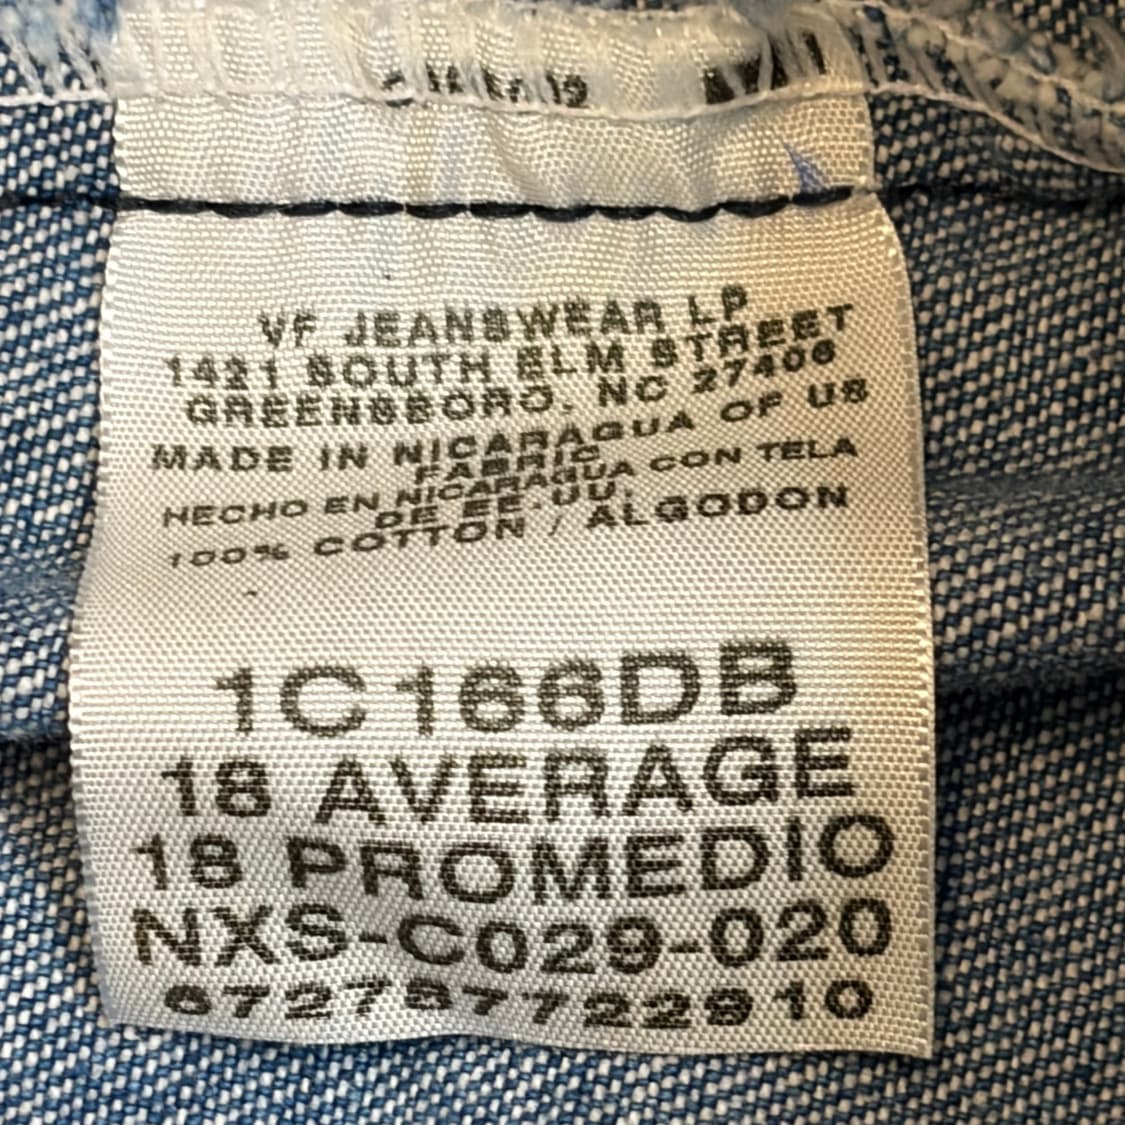 VF JEANSWEAR LP
1421 SOUTH ELM STREET
GREENSBORO, NC 27406
MADE IN NICARAGUA OF US
FABRIC
HECHO EN NICARAGUA CON TELA
DE EE.UU.
100% COTTON / ALGODON
1C166DB
18 AVERAGE
18 PROMEDIO
NXS-C029-020